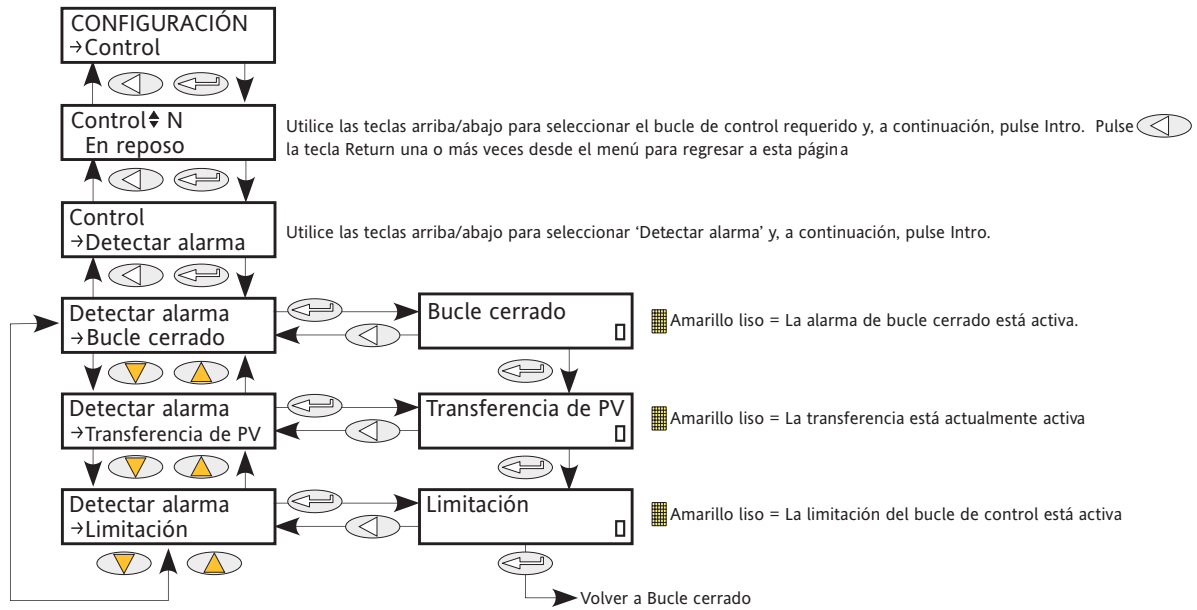 CONFIGURACIÓN
→Control
Control N
En reposo
Utilice las teclas arriba/abajo para seleccionar el bucle de control requerido y, a continuación, pulse Intro. Pulse
la tecla Return una o más veces desde el menú para regresar a esta página
Control
→Detectar alarma
Utilice las teclas arriba/abajo para seleccionar 'Detectar alarma' y, a continuación, pulse Intro.
Detectar alarma
→Bucle cerrado
Bucle cerrado
Amarillo liso = La alarma de bucle cerrado está activa.
Detectar alarma
→Transferencia de PV
Transferencia de PV
Amarillo liso = La transferencia está actualmente activa
Detectar alarma
→Limitación
Limitación
Amarillo liso = La limitación del bucle de control está activa
Volver a Bucle cerrado